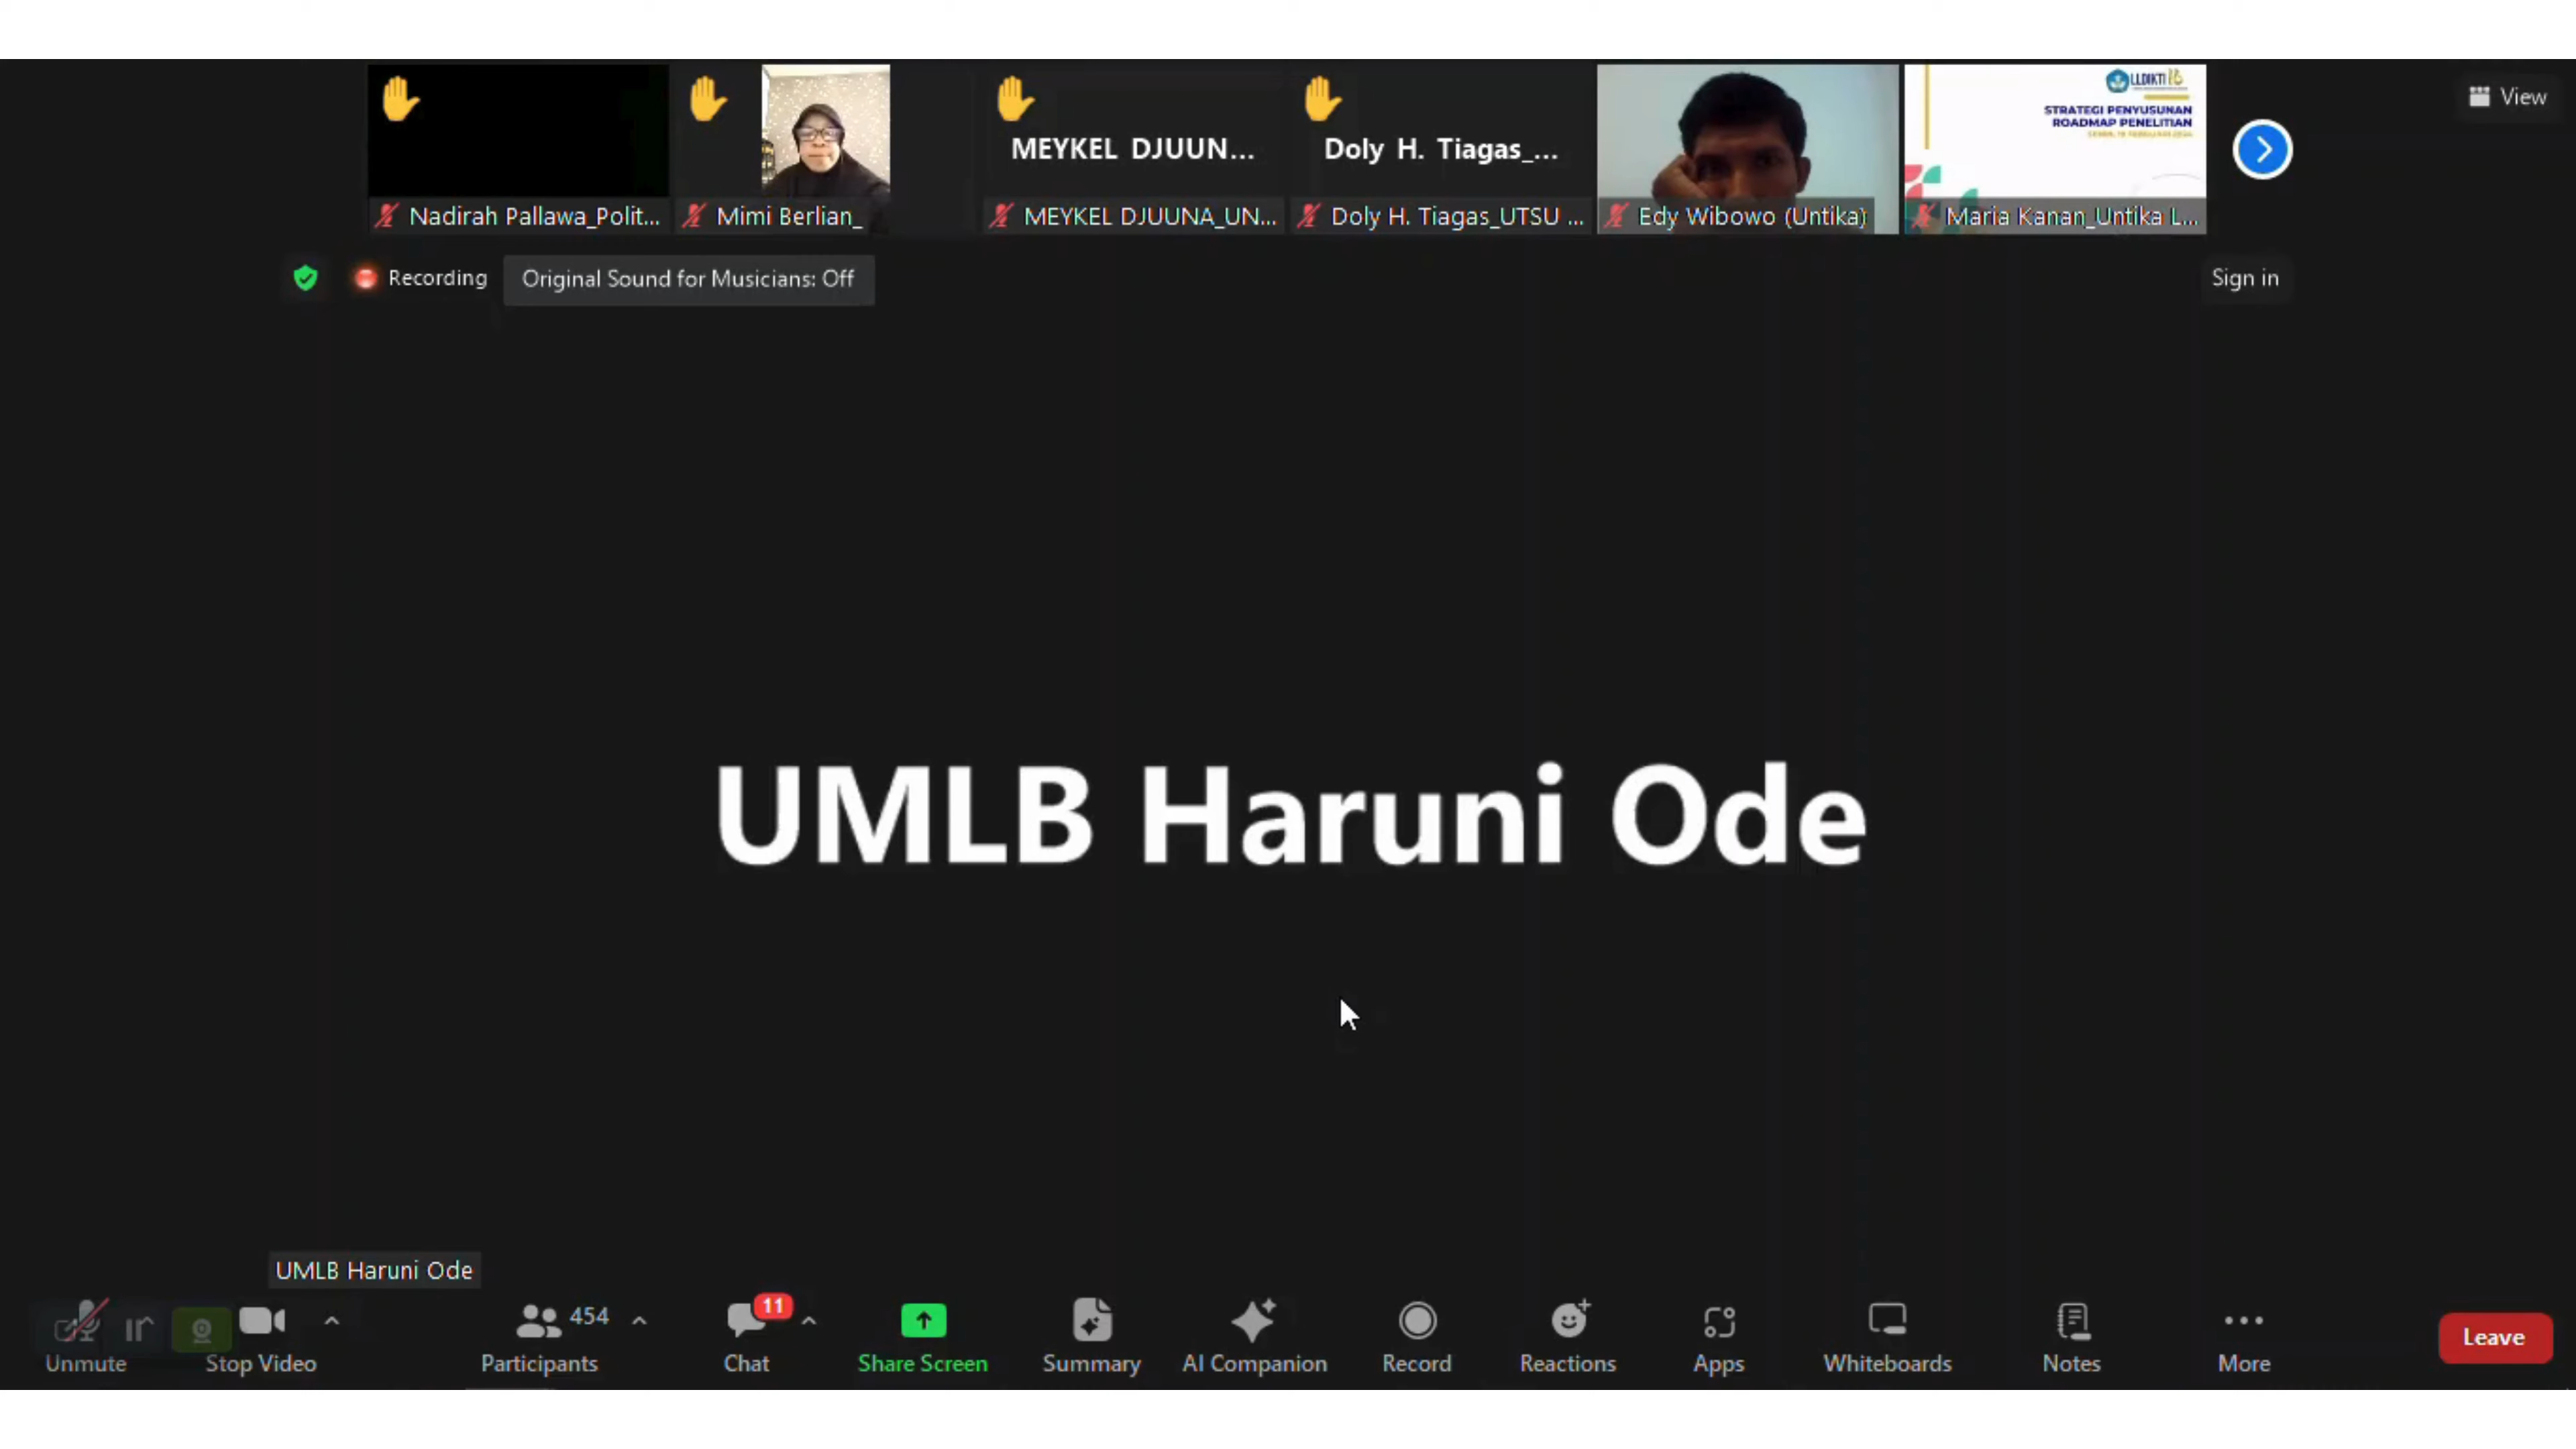 View
LLDIKTI 16
STRATEGI PENYUSUNAN
ROADMAP PENELITIAN
MEYKEL DJUUN...
Doly H. Tiagas_...
Nadirah Pallawa_Polit...
Mimi Berlian_
MEYKEL DJUUNA_UN...
Doly H. Tiagas_UTSU ...
Edy Wibowo (Untika)
Maria Kanan_Untika L...
Recording
Original Sound for Musicians: Off
Sign in
UMLB Haruni Ode
UMLB Haruni Ode
454
11
Unmute
Stop Video
Participants
Chat
Share Screen
Summary
AI Companion
Record
Reactions
Apps
Whiteboards
Notes
More
Leave